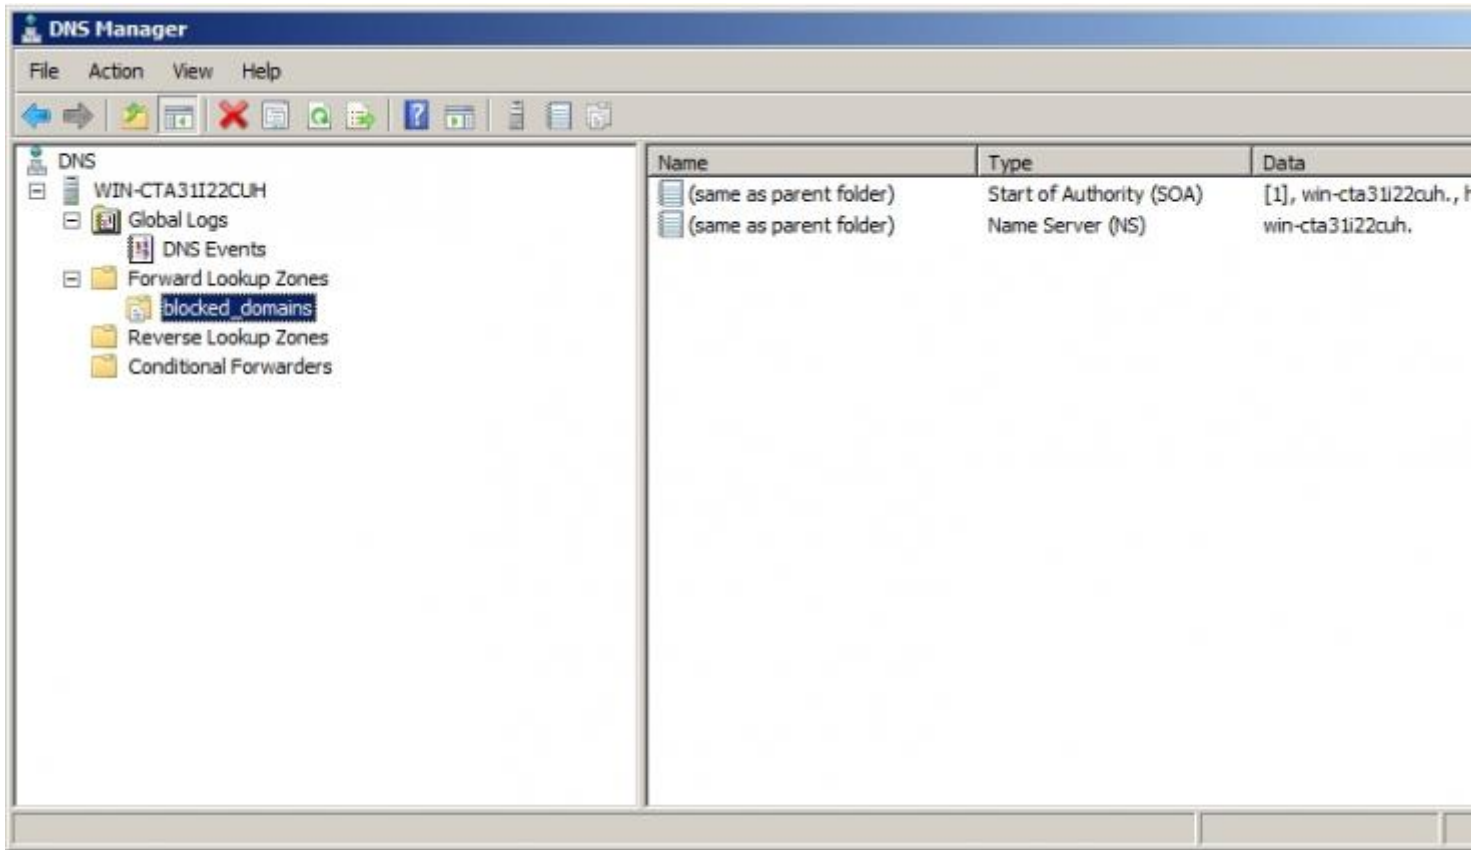 DNS Manager
File Action View Help
DNS
WIN-CTA31I22CUH
Global Logs
DNS Events
Forward Lookup Zones
blocked_domains
Reverse Lookup Zones
Conditional Forwarders
Name Type Data
(same as parent folder) Start of Authority (SOA) [1], win-cta31i22cuh., h
(same as parent folder) Name Server (NS) win-cta31i22cuh.